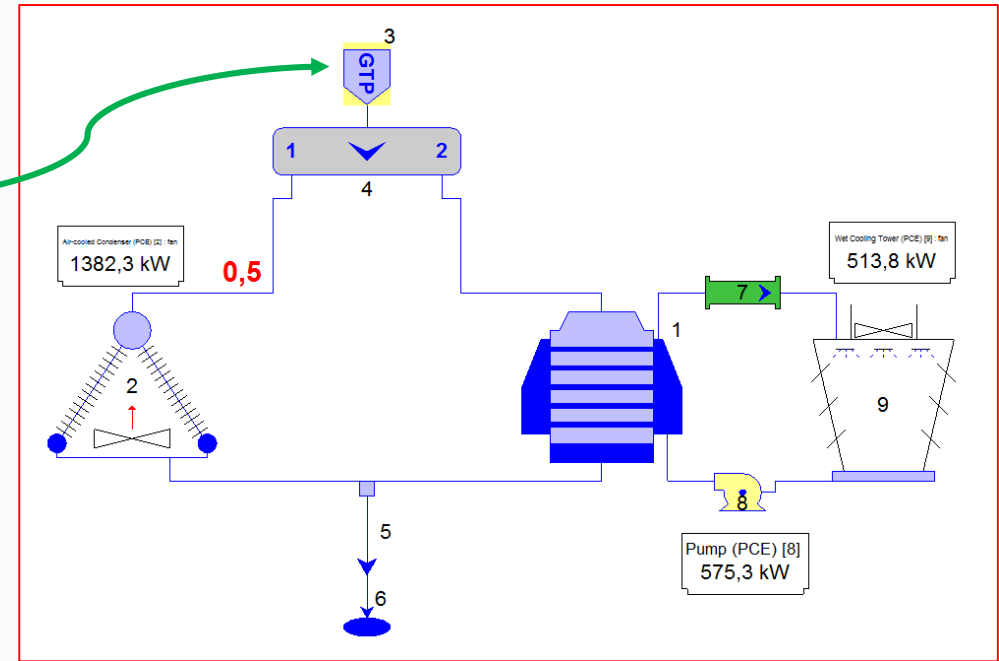 3
GTP
1 2
4
Air-cooled Condenser (PCE) [2] : fan
1382,3 kW
0,5
Wet Cooling Tower (PCE) [9] : fan
513,8 kW
7
1
2
9
8
5
Pump (PCE) [8]
575,3 kW
6